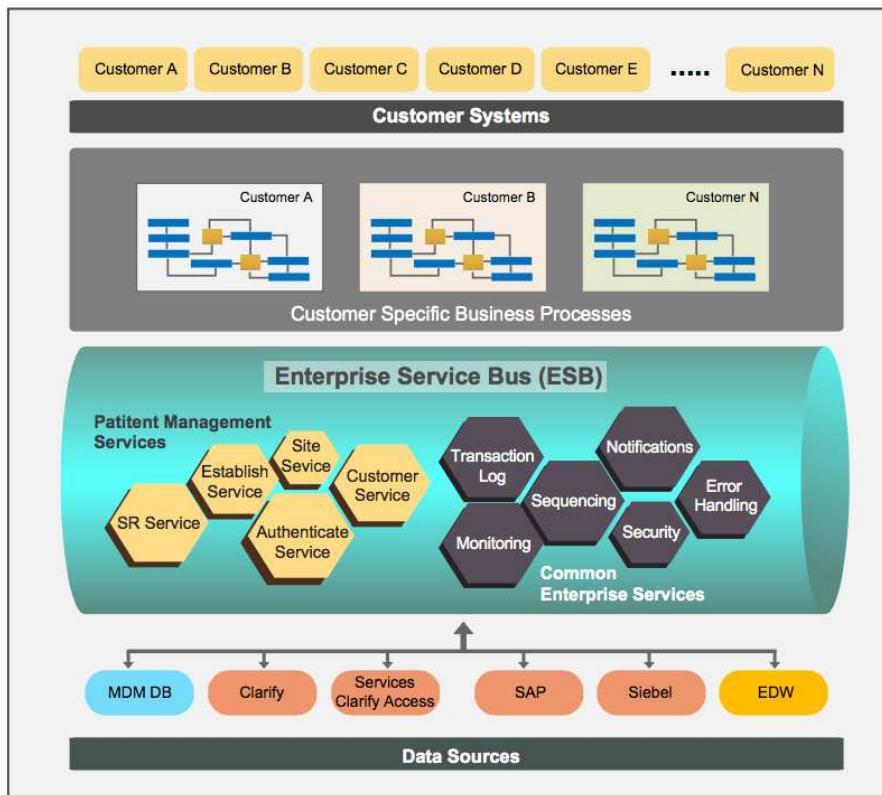 Customer A
Customer B
Customer C
Customer D
Customer E
.....
Customer N
Customer Systems
Customer A
Customer B
Customer N
Customer Specific Business Processes
Enterprise Service Bus (ESB)
Patitent Management
Services
SR Service
Establish
Service
Site
Sevice
Authenticate
Service
Customer
Service
Transaction
Log
Monitoring
Sequencing
Notifications
Security
Error
Handling
Common
Enterprise Services
MDM DB
Clarify
Services
Clarify Access
SAP
Siebel
EDW
Data Sources